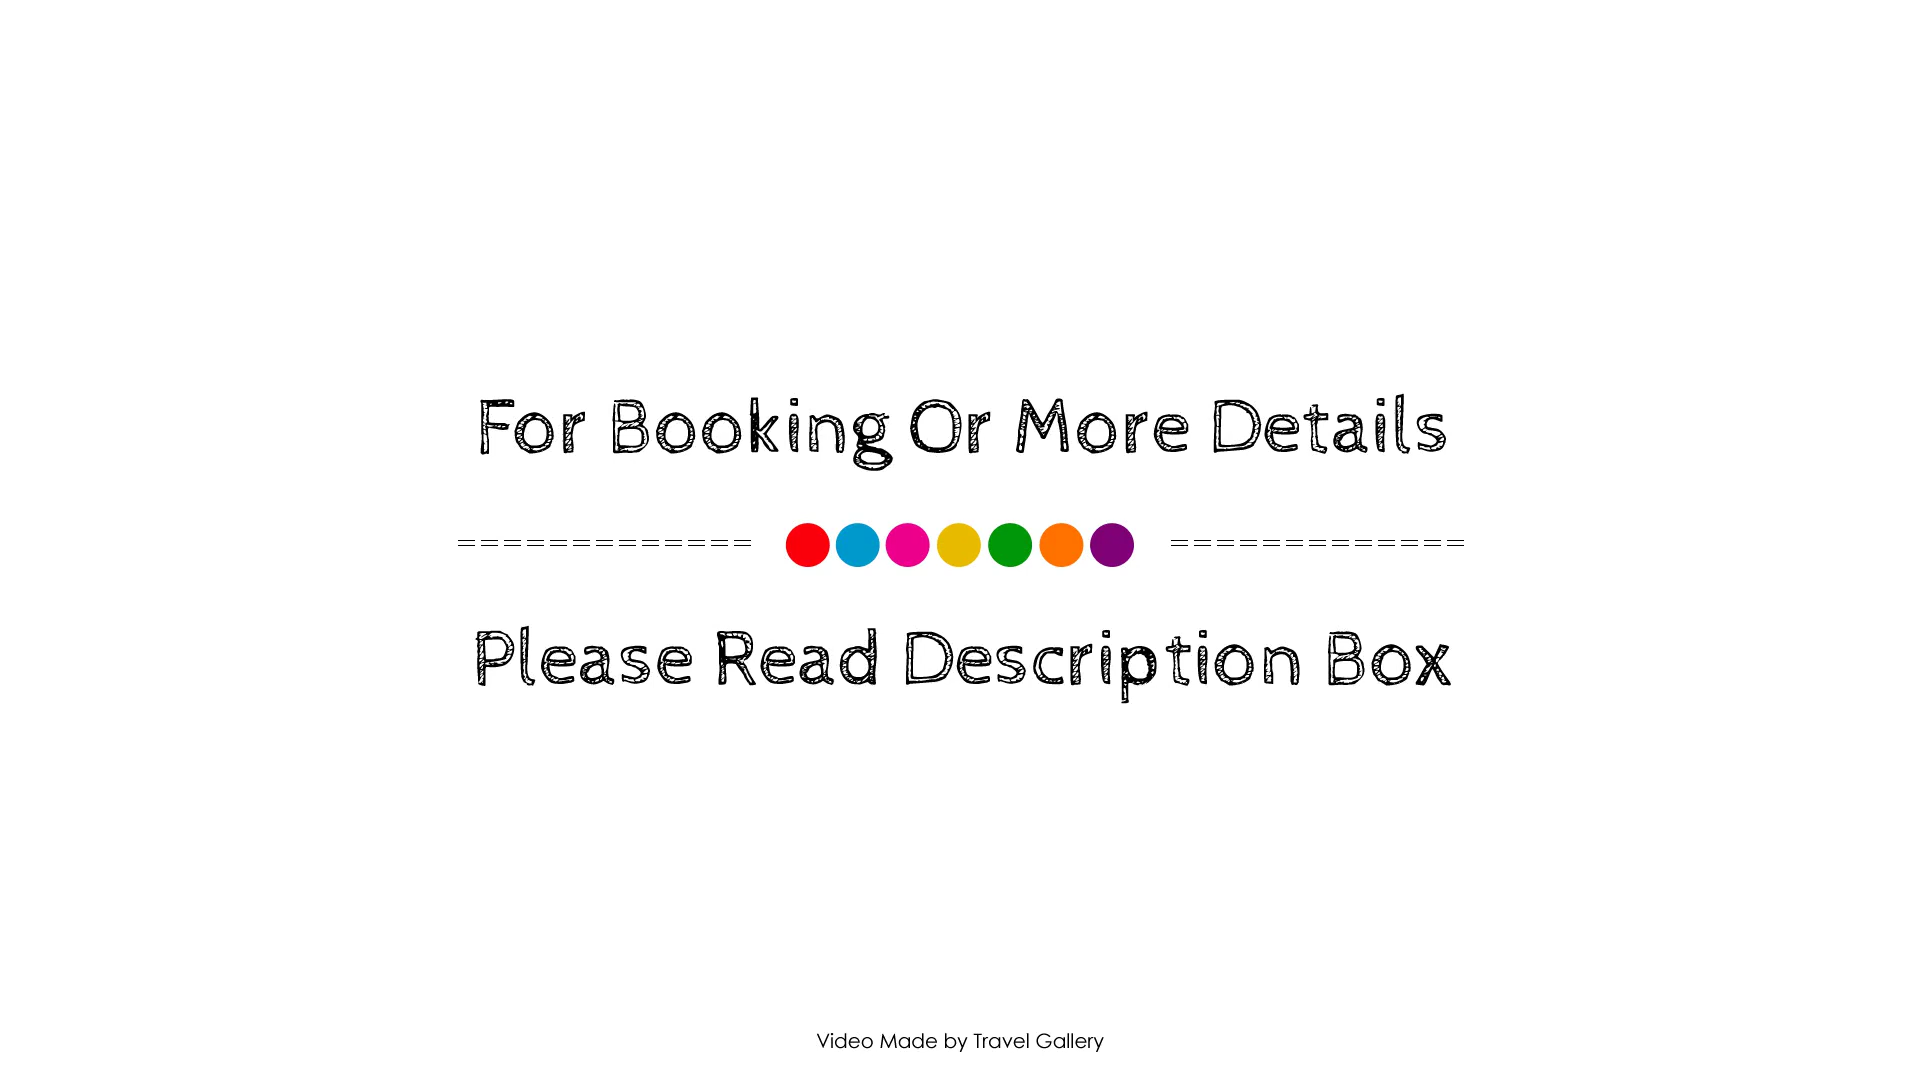 For Booking Or More Details
============= =============
Please Read Description Box
Video Made by Travel Gallery